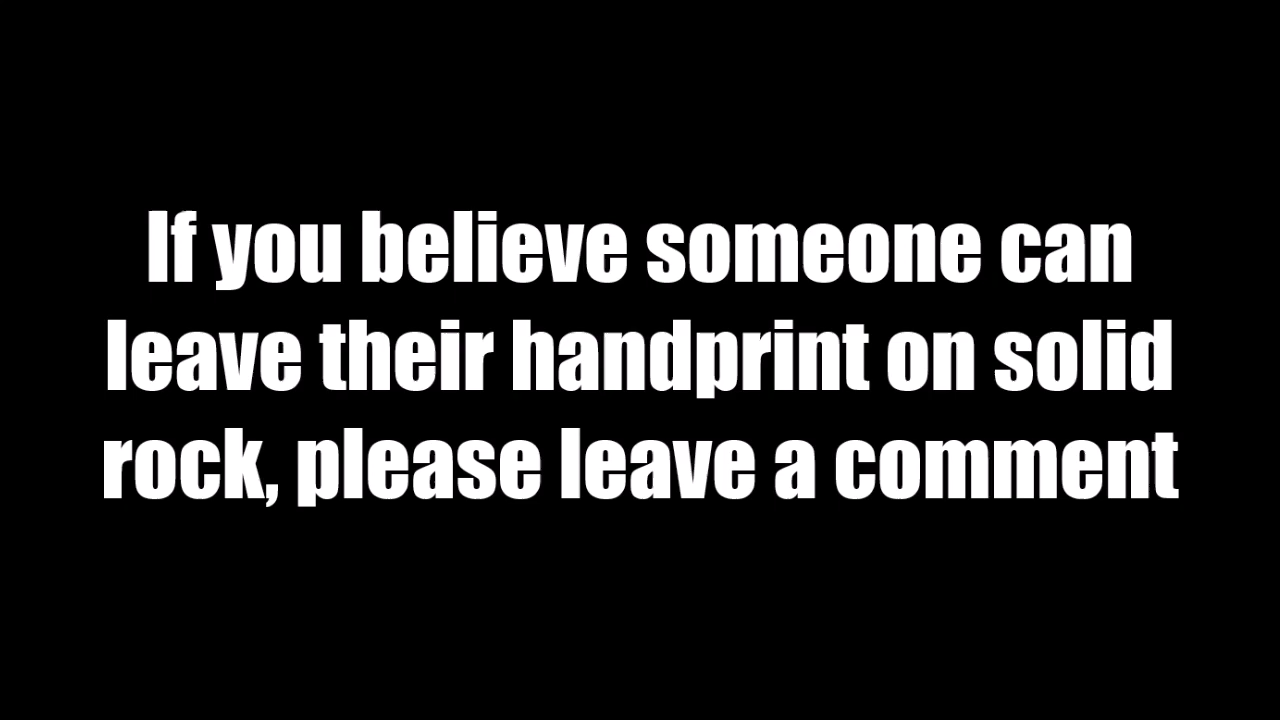 If you believe someone can
leave their handprint on solid
rock, please leave a comment